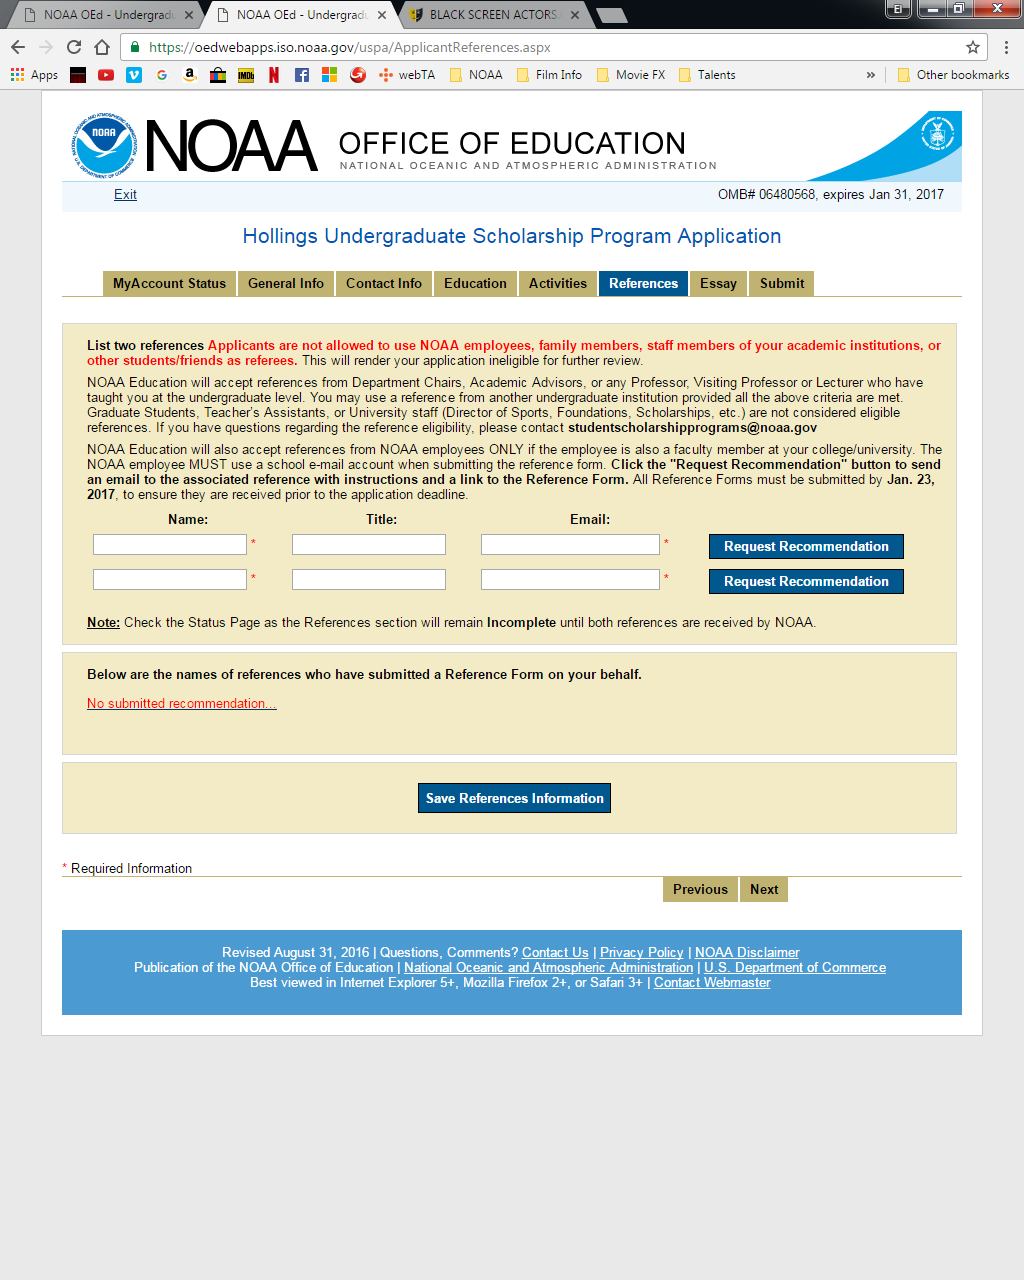 NOAA OEd - Undergradu
NOAA OEd - Undergradu
BLACK SCREEN ACTORS
https://oedwebapps.iso.noaa.gov/uspa/ApplicantReferences.aspx
Apps
IMDb
webTA
NOAA
Film Info
Movie FX
Talents
»
Other bookmarks
NOAA
NOAA OFFICE OF EDUCATION
NATIONAL OCEANIC AND ATMOSPHERIC ADMINISTRATION
Exit
OMB# 06480568, expires Jan 31, 2017
Hollings Undergraduate Scholarship Program Application
MyAccount Status
General Info
Contact Info
Education
Activities
References
Essay
Submit
List two references Applicants are not allowed to use NOAA employees, family members, staff members of your academic institutions, or
other students/friends as referees. This will render your application ineligible for further review.
NOAA Education will accept references from Department Chairs, Academic Advisors, or any Professor, Visiting Professor or Lecturer who have
taught you at the undergraduate level. You may use a reference from another undergraduate institution provided all the above criteria are met.
Graduate Students, Teacher's Assistants, or University staff (Director of Sports, Foundations, Scholarships, etc.) are not considered eligible
references. If you have questions regarding the reference eligibility, please contact studentscholarshipprograms@noaa.gov
NOAA Education will also accept references from NOAA employees ONLY if the employee is also a faculty member at your college/university. The
NOAA employee MUST use a school e-mail account when submitting the reference form. Click the "Request Recommendation" button to send
an email to the associated reference with instructions and a link to the Reference Form. All Reference Forms must be submitted by Jan. 23,
2017, to ensure they are received prior to the application deadline.
Name:
Title:
Email:
*
*
Request Recommendation
*
*
Request Recommendation
Note: Check the Status Page as the References section will remain Incomplete until both references are received by NOAA.
Below are the names of references who have submitted a Reference Form on your behalf.
No submitted recommendation...
Save References Information
* Required Information
Previous
Next
Revised August 31, 2016 | Questions, Comments? Contact Us | Privacy Policy | NOAA Disclaimer
Publication of the NOAA Office of Education | National Oceanic and Atmospheric Administration | U.S. Department of Commerce
Best viewed in Internet Explorer 5+, Mozilla Firefox 2+, or Safari 3+ | Contact Webmaster